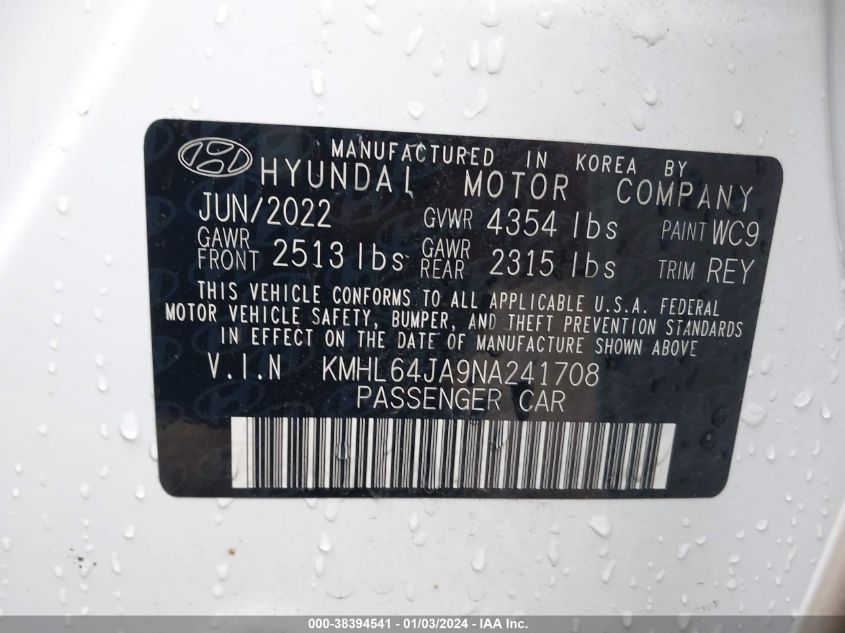 MANUFACTURED IN KOREA BY
HYUNDAI MOTOR COMPANY
JUN/2022 GVWR 4354 lbs PAINT WC9
GAWR FRONT 2513 lbs GAWR REAR 2315 lbs TRIM REY
THIS VEHICLE CONFORMS TO ALL APPLICABLE U.S.A. FEDERAL
MOTOR VEHICLE SAFETY, BUMPER, AND THEFT PREVENTION STANDARDS
IN EFFECT ON THE DATE OF MANUFACTURE SHOWN ABOVE.
V.I.N KMHL64JA9NA241708
PASSENGER CAR
000-38394541 - 01/03/2024 - IAA Inc.